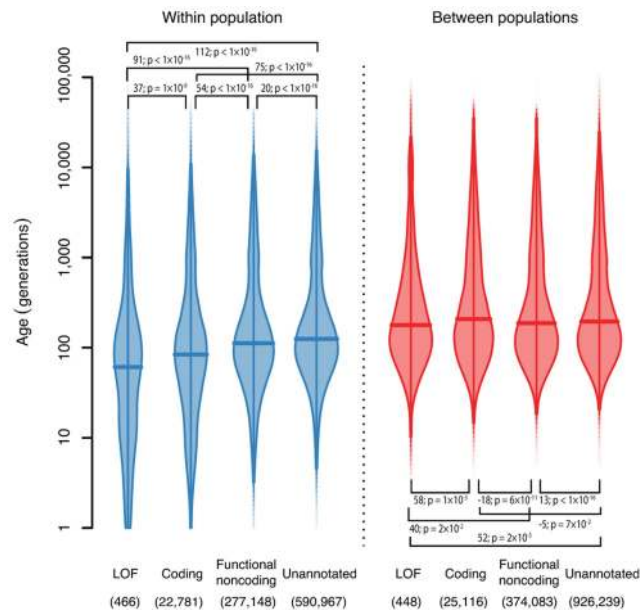 Within population
Between populations
112; p < 1×10⁻¹⁶
91; p < 1×10⁻¹⁶
75; p < 1×10⁻¹⁶
37; p = 1×10⁻⁹
54; p < 1×10⁻¹⁶
20; p < 1×10⁻¹⁶
Age (generations)
100,000
10,000
1,000
100
10
1
58; p = 1×10⁻³
-18; p = 6×10⁻¹¹
13; p < 1×10⁻¹⁶
40; p = 2×10⁻²
-5; p = 7×10⁻²
52; p = 2×10⁻³
LOF
Coding
Functional
noncoding
Unannotated
LOF
Coding
Functional
noncoding
Unannotated
(466)
(22,781)
(277,148)
(590,967)
(448)
(25,116)
(374,083)
(926,239)